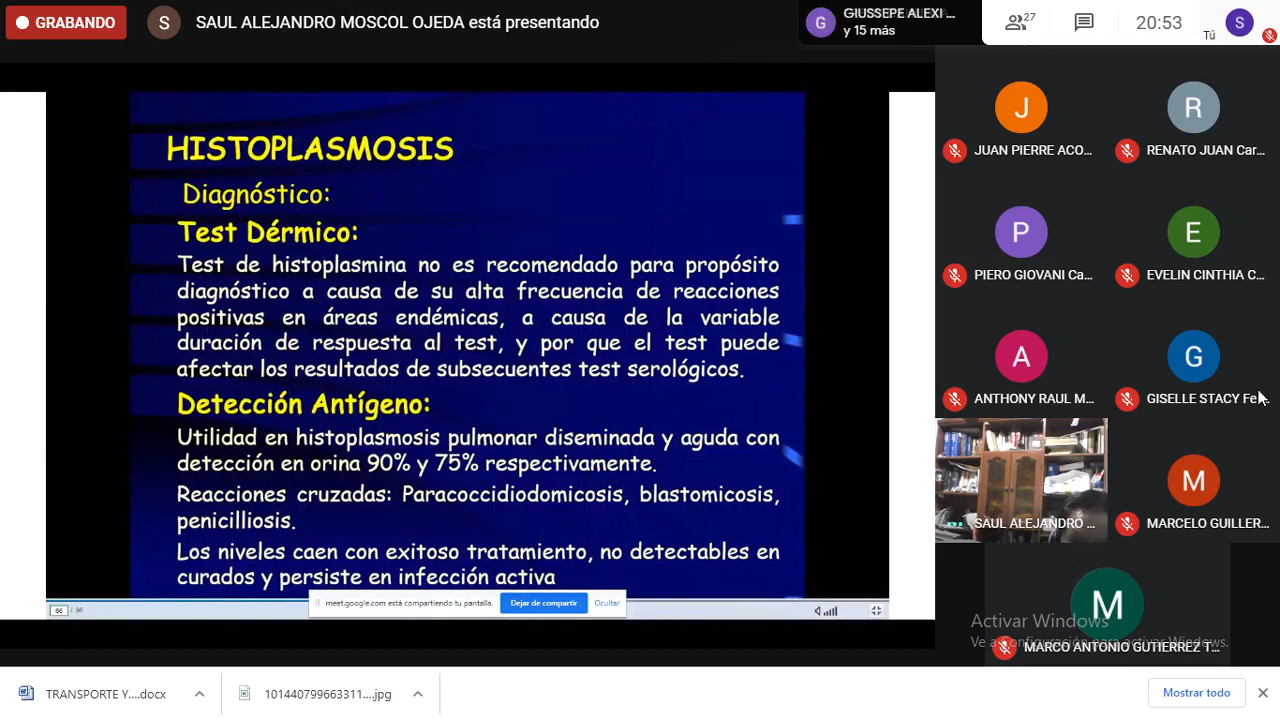 GRABANDO
S
SAUL ALEJANDRO MOSCOL OJEDA está presentando
G
GIUSSEPE ALEXI ...
y 15 más
27
20:53
Tú
S
HISTOPLASMOSIS
Diagnóstico:
Test Dérmico:
Test de histoplasmina no es recomendado para propósito
diagnóstico a causa de su alta frecuencia de reacciones
positivas en áreas endémicas, a causa de la variable
duración de respuesta al test, y por que el test puede
afectar los resultados de subsecuentes test serológicos.
Detección Antígeno:
Utilidad en histoplasmosis pulmonar diseminada y aguda con
detección en orina 90% y 75% respectivamente.
Reacciones cruzadas: Paracoccidiodomicosis, blastomicosis,
penicilliosis.
Los niveles caen con exitoso tratamiento, no detectables en
curados y persiste en infección activa
66 / 96
meet.google.com está compartiendo tu pantalla.
Dejar de compartir
Ocultar
J
JUAN PIERRE ACO...
R
RENATO JUAN Car...
P
PIERO GIOVANI Ca...
E
EVELIN CINTHIA C...
A
ANTHONY RAUL M...
G
GISELLE STACY Fe...
SAUL ALEJANDRO ...
M
MARCELO GUILLER...
M
MARCO ANTONIO GUTIERREZ T...
Activar Windows
Ve a Configuración para activar Windows.
TRANSPORTE Y....docx
101440799663311....jpg
Mostrar todo